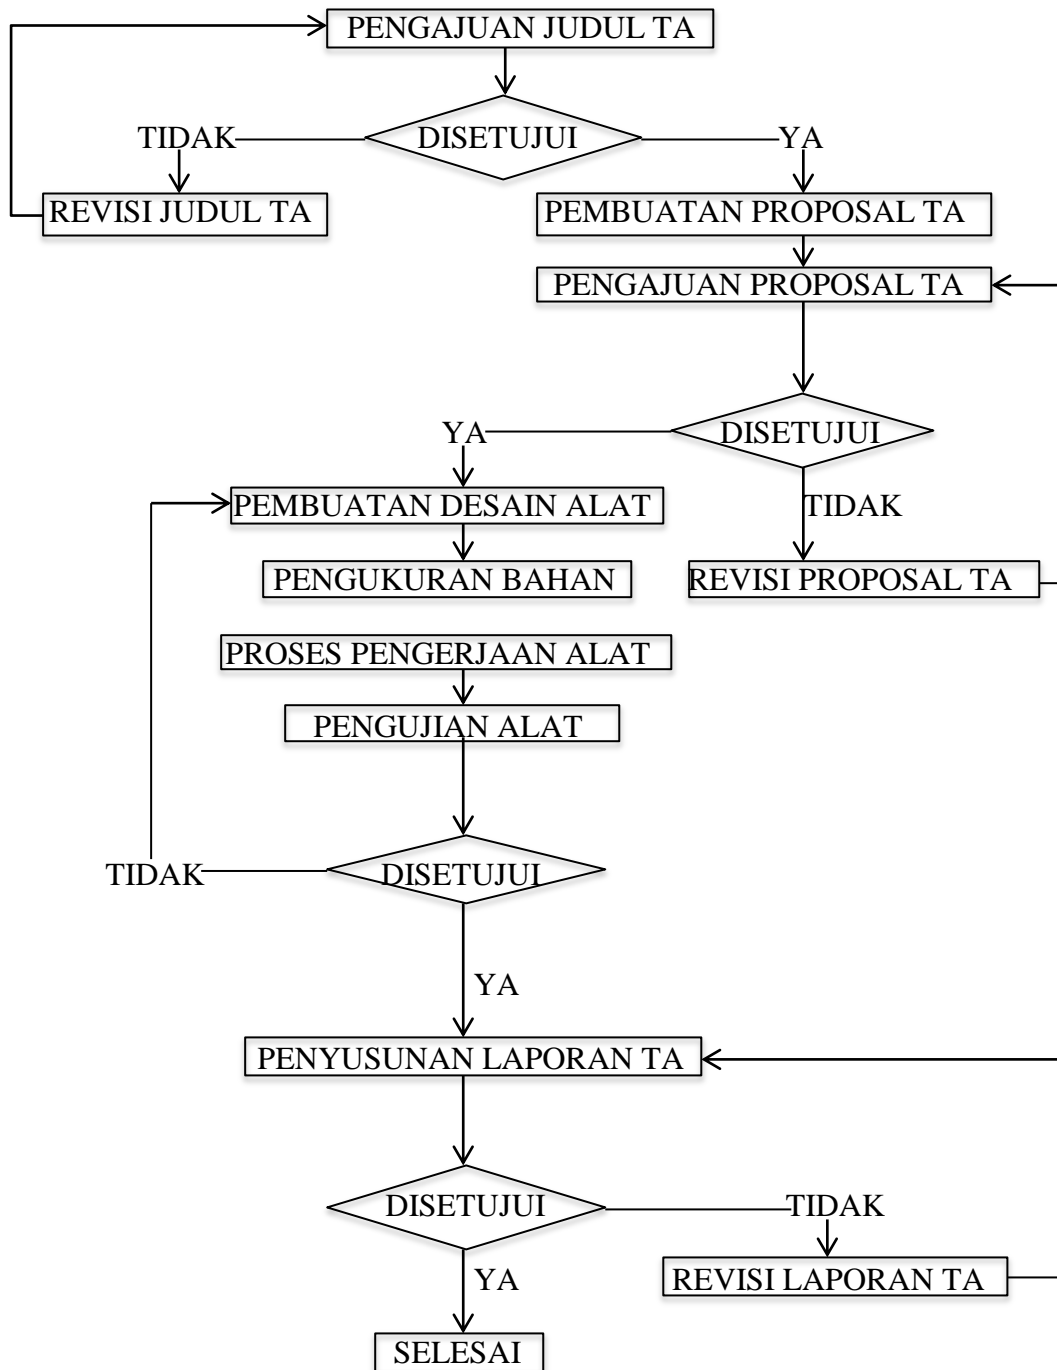 PENGAJUAN JUDUL TA
DISETUJUI
TIDAK
YA
REVISI JUDUL TA
PEMBUATAN PROPOSAL TA
PENGAJUAN PROPOSAL TA
DISETUJUI
YA
TIDAK
PEMBUATAN DESAIN ALAT
PENGUKURAN BAHAN
REVISI PROPOSAL TA
PROSES PENGERJAAN ALAT
PENGUJIAN ALAT
DISETUJUI
TIDAK
YA
PENYUSUNAN LAPORAN TA
DISETUJUI
TIDAK
YA
REVISI LAPORAN TA
SELESAI